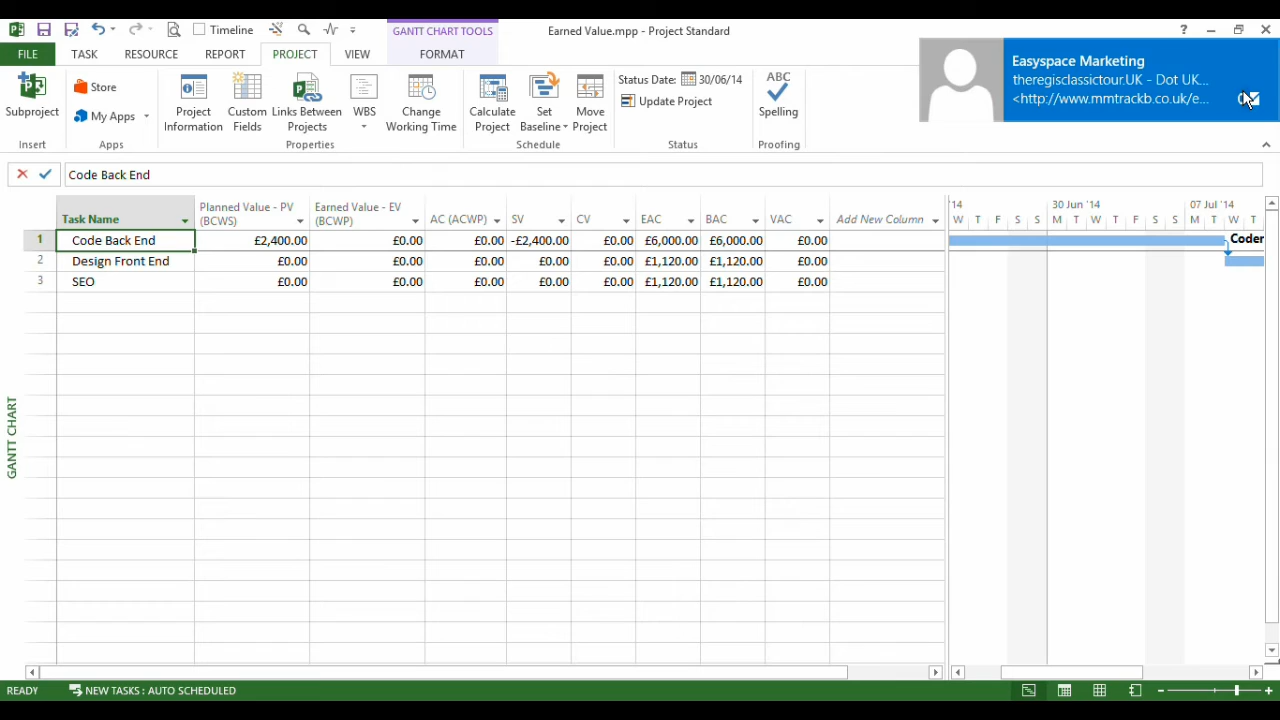 Timeline
GANTT CHART TOOLS
Earned Value.mpp - Project Standard
?
FILE
TASK
RESOURCE
REPORT
PROJECT
VIEW
FORMAT
Easyspace Marketing
theregisclassictour.UK - Dot UK...
<http://www.mmtrackb.co.uk/e...
Subproject
Store
My Apps
Project
Information
Custom
Fields
Links Between
Projects
WBS
Change
Working Time
Calculate
Project
Set
Baseline
Move
Project
Status Date: 30/06/14
Update Project
ABC
Spelling
Insert
Apps
Properties
Schedule
Status
Proofing
Code Back End
Task Name
Planned Value - PV
(BCWS)
Earned Value - EV
(BCWP)
AC (ACWP)
SV
CV
EAC
BAC
VAC
Add New Column
'14
30 Jun '14
07 Jul '14
W T F S S M T W T F S S M T W T
1 Code Back End £2,400.00 £0.00 £0.00 -£2,400.00 £0.00 £6,000.00 £6,000.00 £0.00
2 Design Front End £0.00 £0.00 £0.00 £0.00 £0.00 £1,120.00 £1,120.00 £0.00
3 SEO £0.00 £0.00 £0.00 £0.00 £0.00 £1,120.00 £1,120.00 £0.00
Coder
GANTT CHART
READY
NEW TASKS : AUTO SCHEDULED